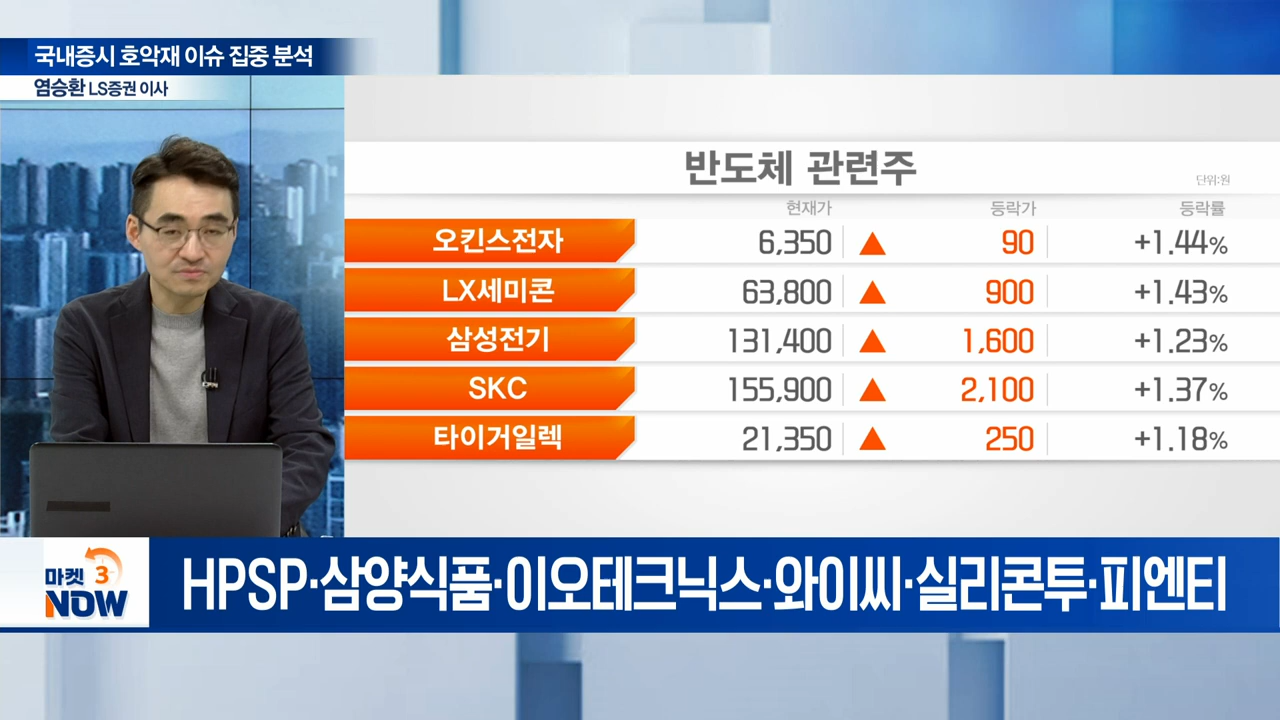 국내증시 호악재 이슈 집중 분석
염승환 LS증권 이사
반도체 관련주
단위:원
현재가 등락가 등락률
오킨스전자 6,350 ▲ 90 +1.44%
LX세미콘 63,800 ▲ 900 +1.43%
삼성전기 131,400 ▲ 1,600 +1.23%
SKC 155,900 ▲ 2,100 +1.37%
타이거일렉 21,350 ▲ 250 +1.18%
마켓 3
NOW
HPSP·삼양식품·이오테크닉스·와이씨·실리콘투·피엔티